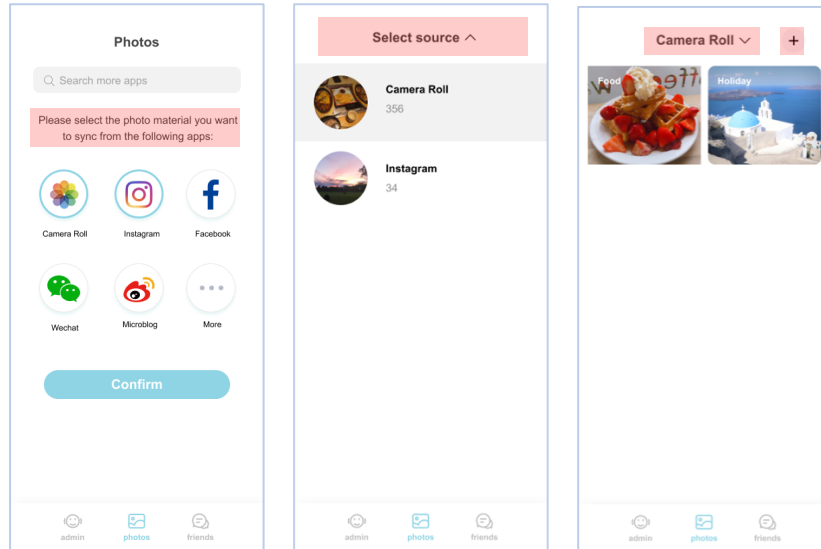 Photos
Search more apps
Please select the photo material you want
to sync from the following apps:
Camera Roll
Instagram
Facebook
Wechat
Microblog
More
Confirm
admin
photos
friends
Select source
Camera Roll
356
Instagram
34
admin
photos
friends
Camera Roll
+
Food
Holiday
admin
photos
friends